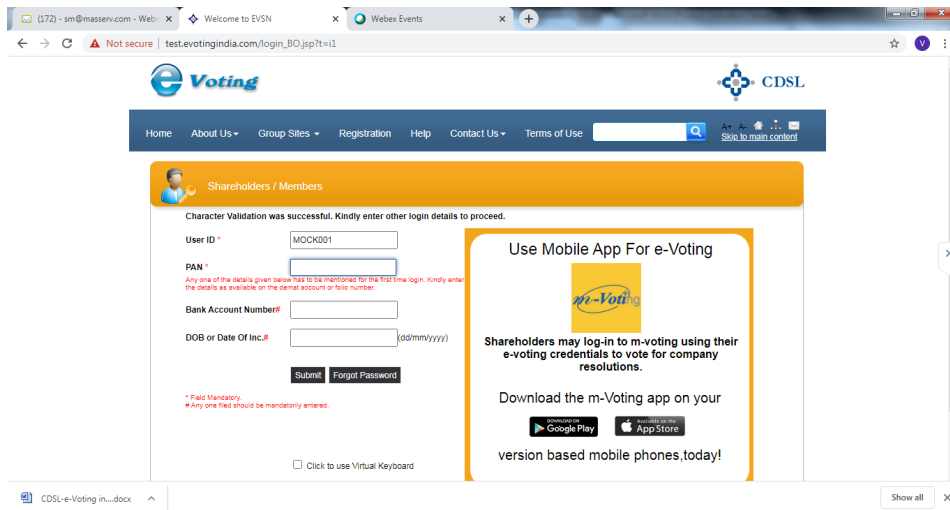 (172) - sm@masserv.com - Webm
Welcome to EVSN
Webex Events
Not secure | test.evotingindia.com/login_BO.jsp?t=i1
V
e Voting
CDSL
Home About Us Group Sites Registration Help Contact Us Terms of Use
A+ A-
Skip to main content
Shareholders / Members
Character Validation was successful. Kindly enter other login details to proceed.
User ID * MOCK001
PAN *
Any one of the details given below has to be mentioned for the first time login. Kindly enter
the details as available on the demat account or folio number.
Bank Account Number#
DOB or Date Of Inc.# (dd/mm/yyyy)
Submit Forgot Password
* Field Mandatory.
# Any one filed should be mandatorily entered.
Click to use Virtual Keyboard
Use Mobile App For e-Voting
m-Voting
Shareholders may log-in to m-voting using their
e-voting credentials to vote for company
resolutions.
Download the m-Voting app on your
DOWNLOAD ON
Google Play
Available on the
App Store
version based mobile phones,today!
CDSL-e-Voting in....docx
Show all